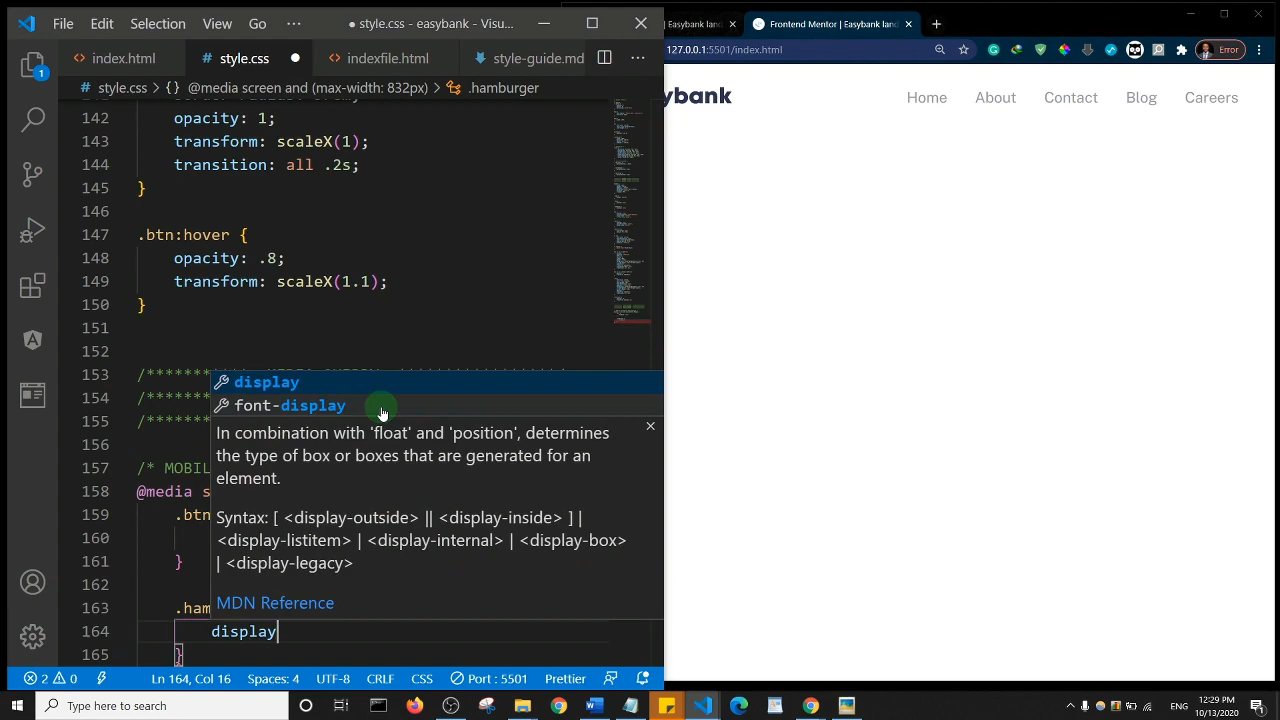 File Edit Selection View Go ··· ● style.css - easybank - Visu...
Easybank land
Frontend Mentor | Easybank land
index.html
style.css
indexfile.html
style-guide.md
127.0.0.1:5501/index.html
Error
style.css > {} @media screen and (max-width: 832px) > .hamburger
ybank
Home About Contact Blog Careers
142 opacity: 1;
143 transform: scaleX(1);
144 transition: all .2s;
145 }
146
147 .btn:hover {
148 opacity: .8;
149 transform: scaleX(1.1);
150 }
151
152
153 /**********
154 /**********
155 /**********
156
157 /* MOBIL
158 @media s
159 .btn
160
161 }
162
163 .ham
164 display
165 }
display
font-display
In combination with 'float' and 'position', determines
the type of box or boxes that are generated for an
element.
Syntax: [ <display-outside> || <display-inside> ] |
<display-listitem> | <display-internal> | <display-box>
| <display-legacy>
MDN Reference
1
2 0 Ln 164, Col 16 Spaces: 4 UTF-8 CRLF CSS Port : 5501 Prettier
Type here to search
12:29 PM
ENG
10/13/2020